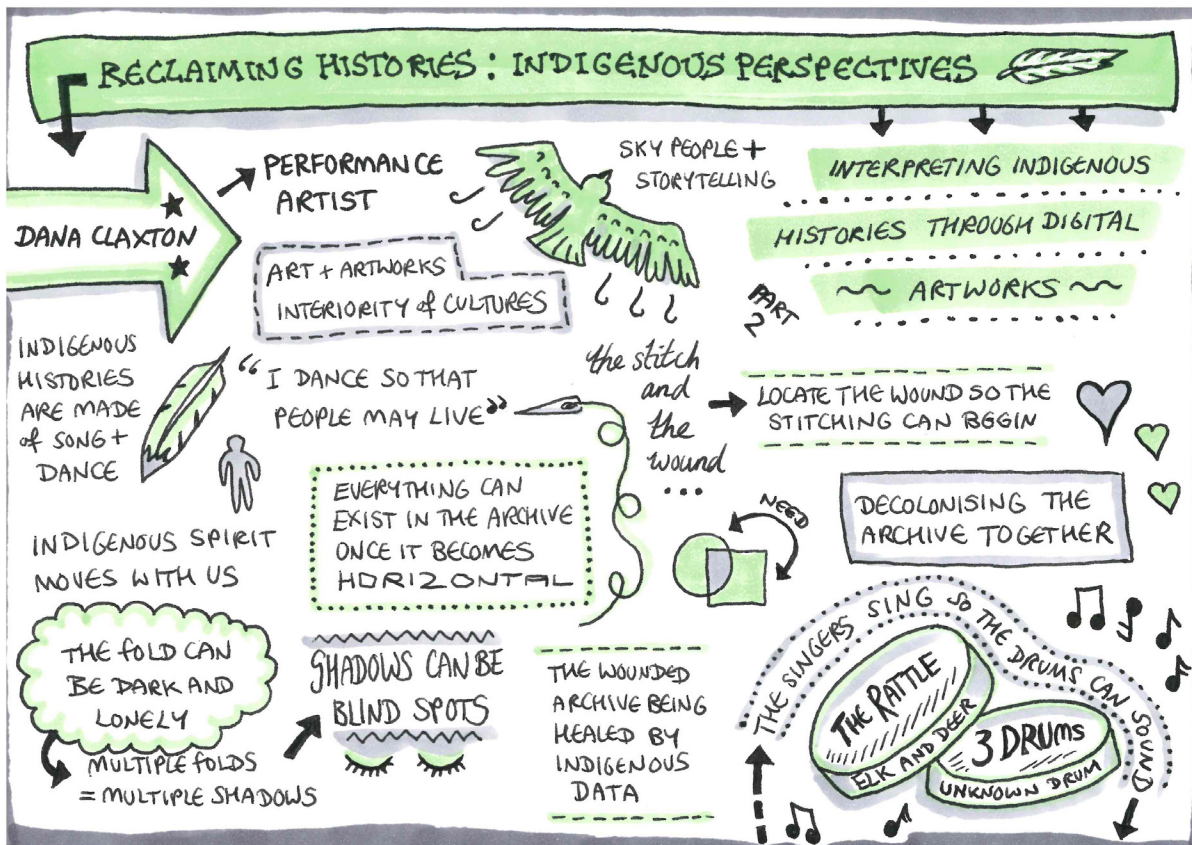 RECLAIMING HISTORIES : INDIGENOUS PERSPECTIVES
DANA CLAXTON
PERFORMANCE
ARTIST
ART + ARTWORKS
INTERIORITY of CULTURES
SKY PEOPLE +
STORYTELLING
INTERPRETING INDIGENOUS
HISTORIES THROUGH DIGITAL
ARTWORKS
PART
2
INDIGENOUS
HISTORIES
ARE MADE
of SONG +
DANCE
“I DANCE SO THAT
PEOPLE MAY LIVE”
the stitch
and
the
wound
...
LOCATE THE WOUND SO THE
STITCHING CAN BEGIN
EVERYTHING CAN
EXIST IN THE ARCHIVE
ONCE IT BECOMES
HORIZONTAL
NEED
DECOLONISING THE
ARCHIVE TOGETHER
INDIGENOUS SPIRIT
MOVES WITH US
THE FOLD CAN
BE DARK AND
LONELY
MULTIPLE FOLDS
= MULTIPLE SHADOWS
SHADOWS CAN BE
BLIND SPOTS
THE WOUNDED
ARCHIVE BEING
HEALED BY
INDIGENOUS
DATA
THE SINGERS SING SO THE DRUMS CAN SOUND
THE RATTLE
ELK AND DEER
3 DRUMS
UNKNOWN DRUM